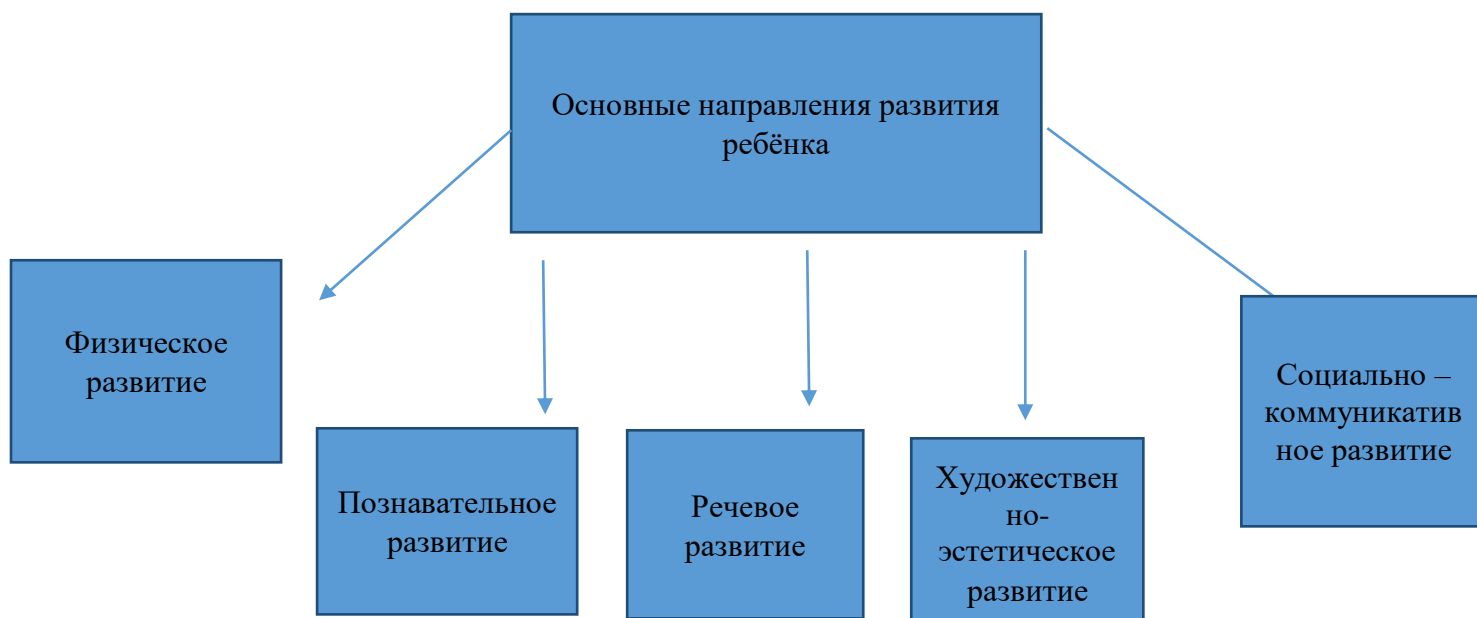 Основные направления развития
ребёнка
Физическое
развитие
Познавательное
развитие
Речевое
развитие
Художествен
но-
эстетическое
развитие
Социально –
коммуникатив
ное развитие